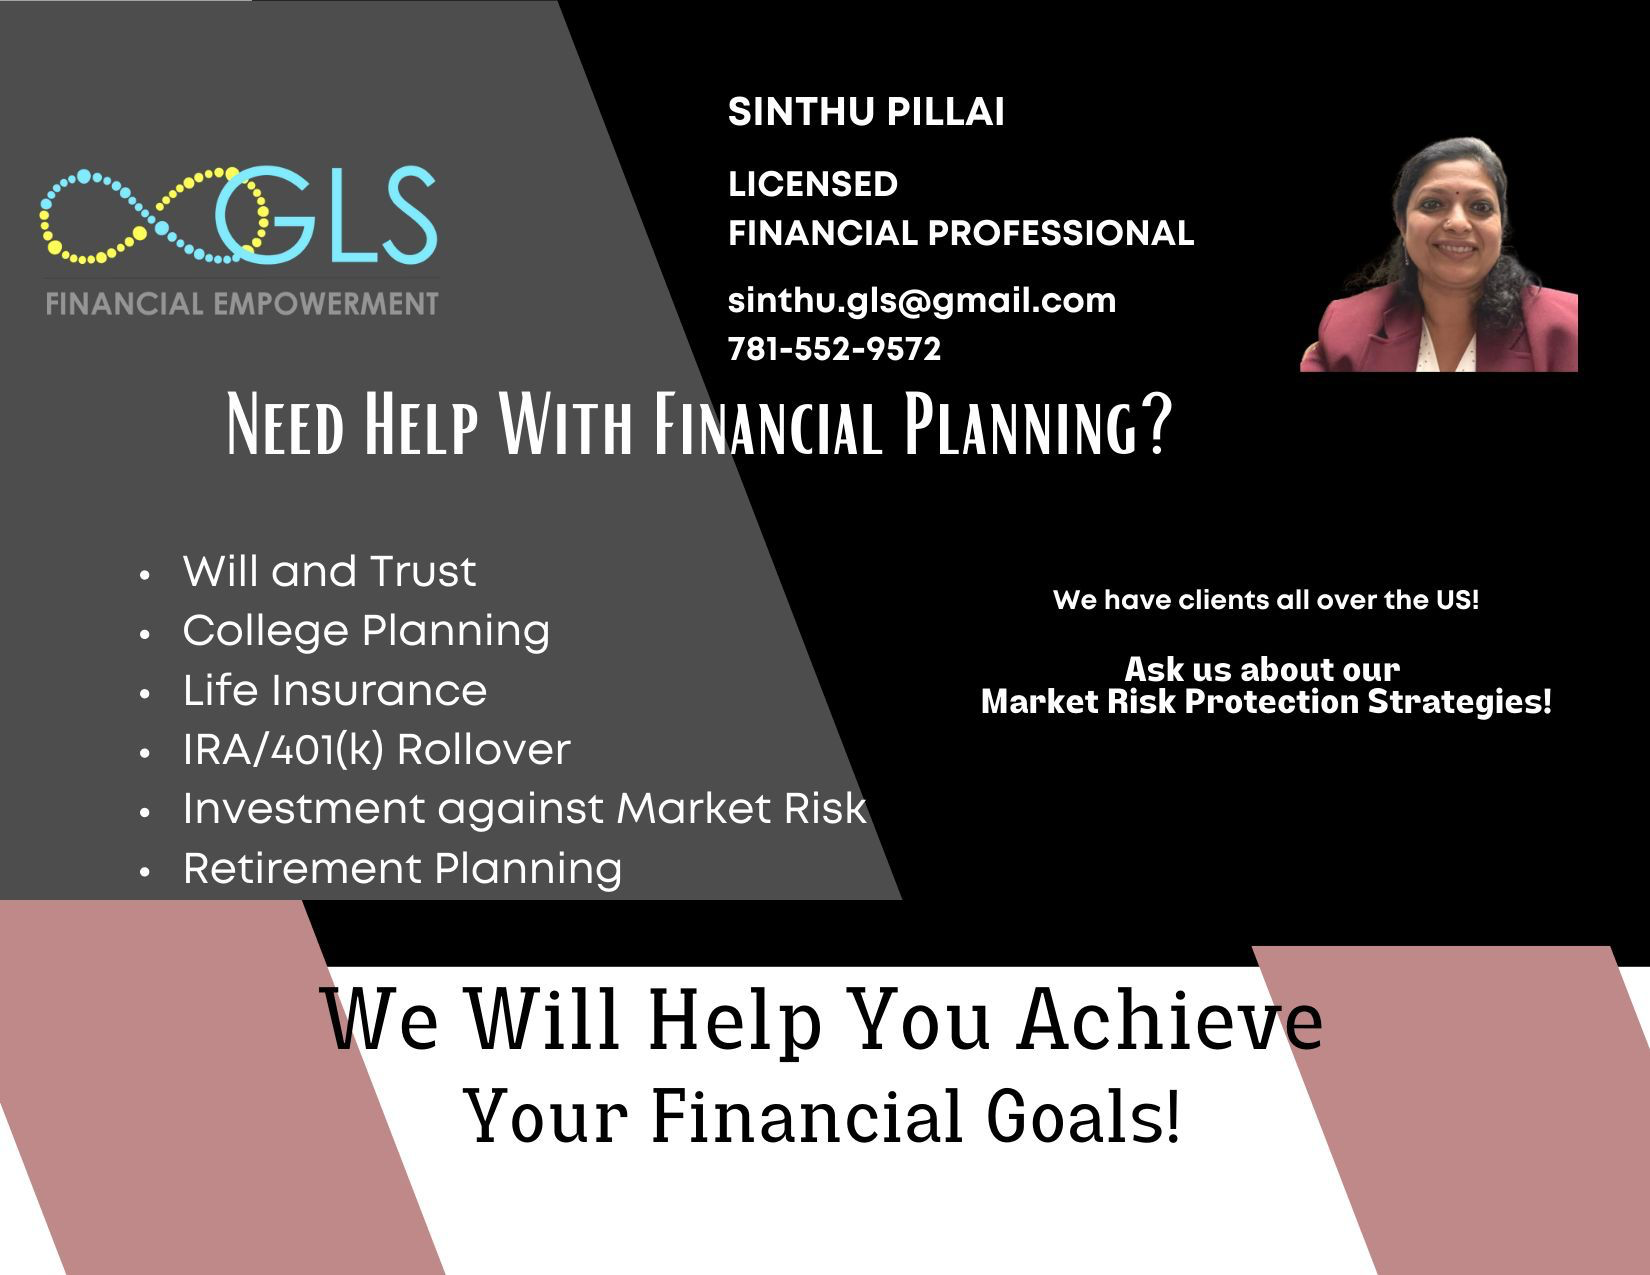 GLS
FINANCIAL EMPOWERMENT
SINTHU PILLAI
LICENSED
FINANCIAL PROFESSIONAL
sinthu.gls@gmail.com
781-552-9572
Need Help With Financial Planning?
• Will and Trust
• College Planning
• Life Insurance
• IRA/401(k) Rollover
• Investment against Market Risk
• Retirement Planning
We have clients all over the US!
Ask us about our
Market Risk Protection Strategies!
We Will Help You Achieve
Your Financial Goals!